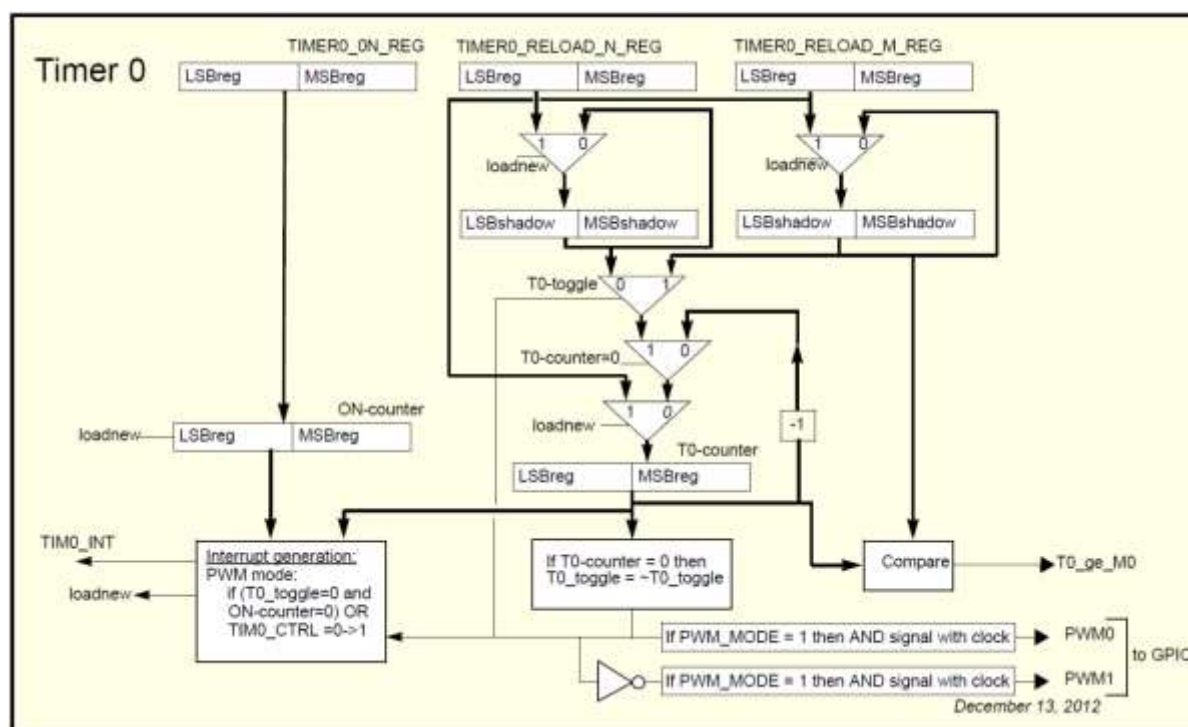 Timer 0
TIMER0_0N_REG
TIMER0_RELOAD_N_REG
TIMER0_RELOAD_M_REG
LSBreg MSBreg
LSBreg MSBreg
LSBreg MSBreg
1 0
loadnew
1 0
loadnew
LSBshadow MSBshadow
LSBshadow MSBshadow
T0-toggle
0 1
T0-counter=0
1 0
1 0
loadnew
-1
ON-counter
loadnew
LSBreg MSBreg
T0-counter
LSBreg MSBreg
TIM0_INT
loadnew
Interrupt generation:
PWM mode:
if (T0_toggle=0 and
ON-counter=0) OR
TIM0_CTRL =0->1
If T0-counter = 0 then
T0_toggle = ~T0_toggle
Compare
T0_ge_M0
If PWM_MODE = 1 then AND signal with clock
PWM0
If PWM_MODE = 1 then AND signal with clock
PWM1
to GPIO
December 13, 2012